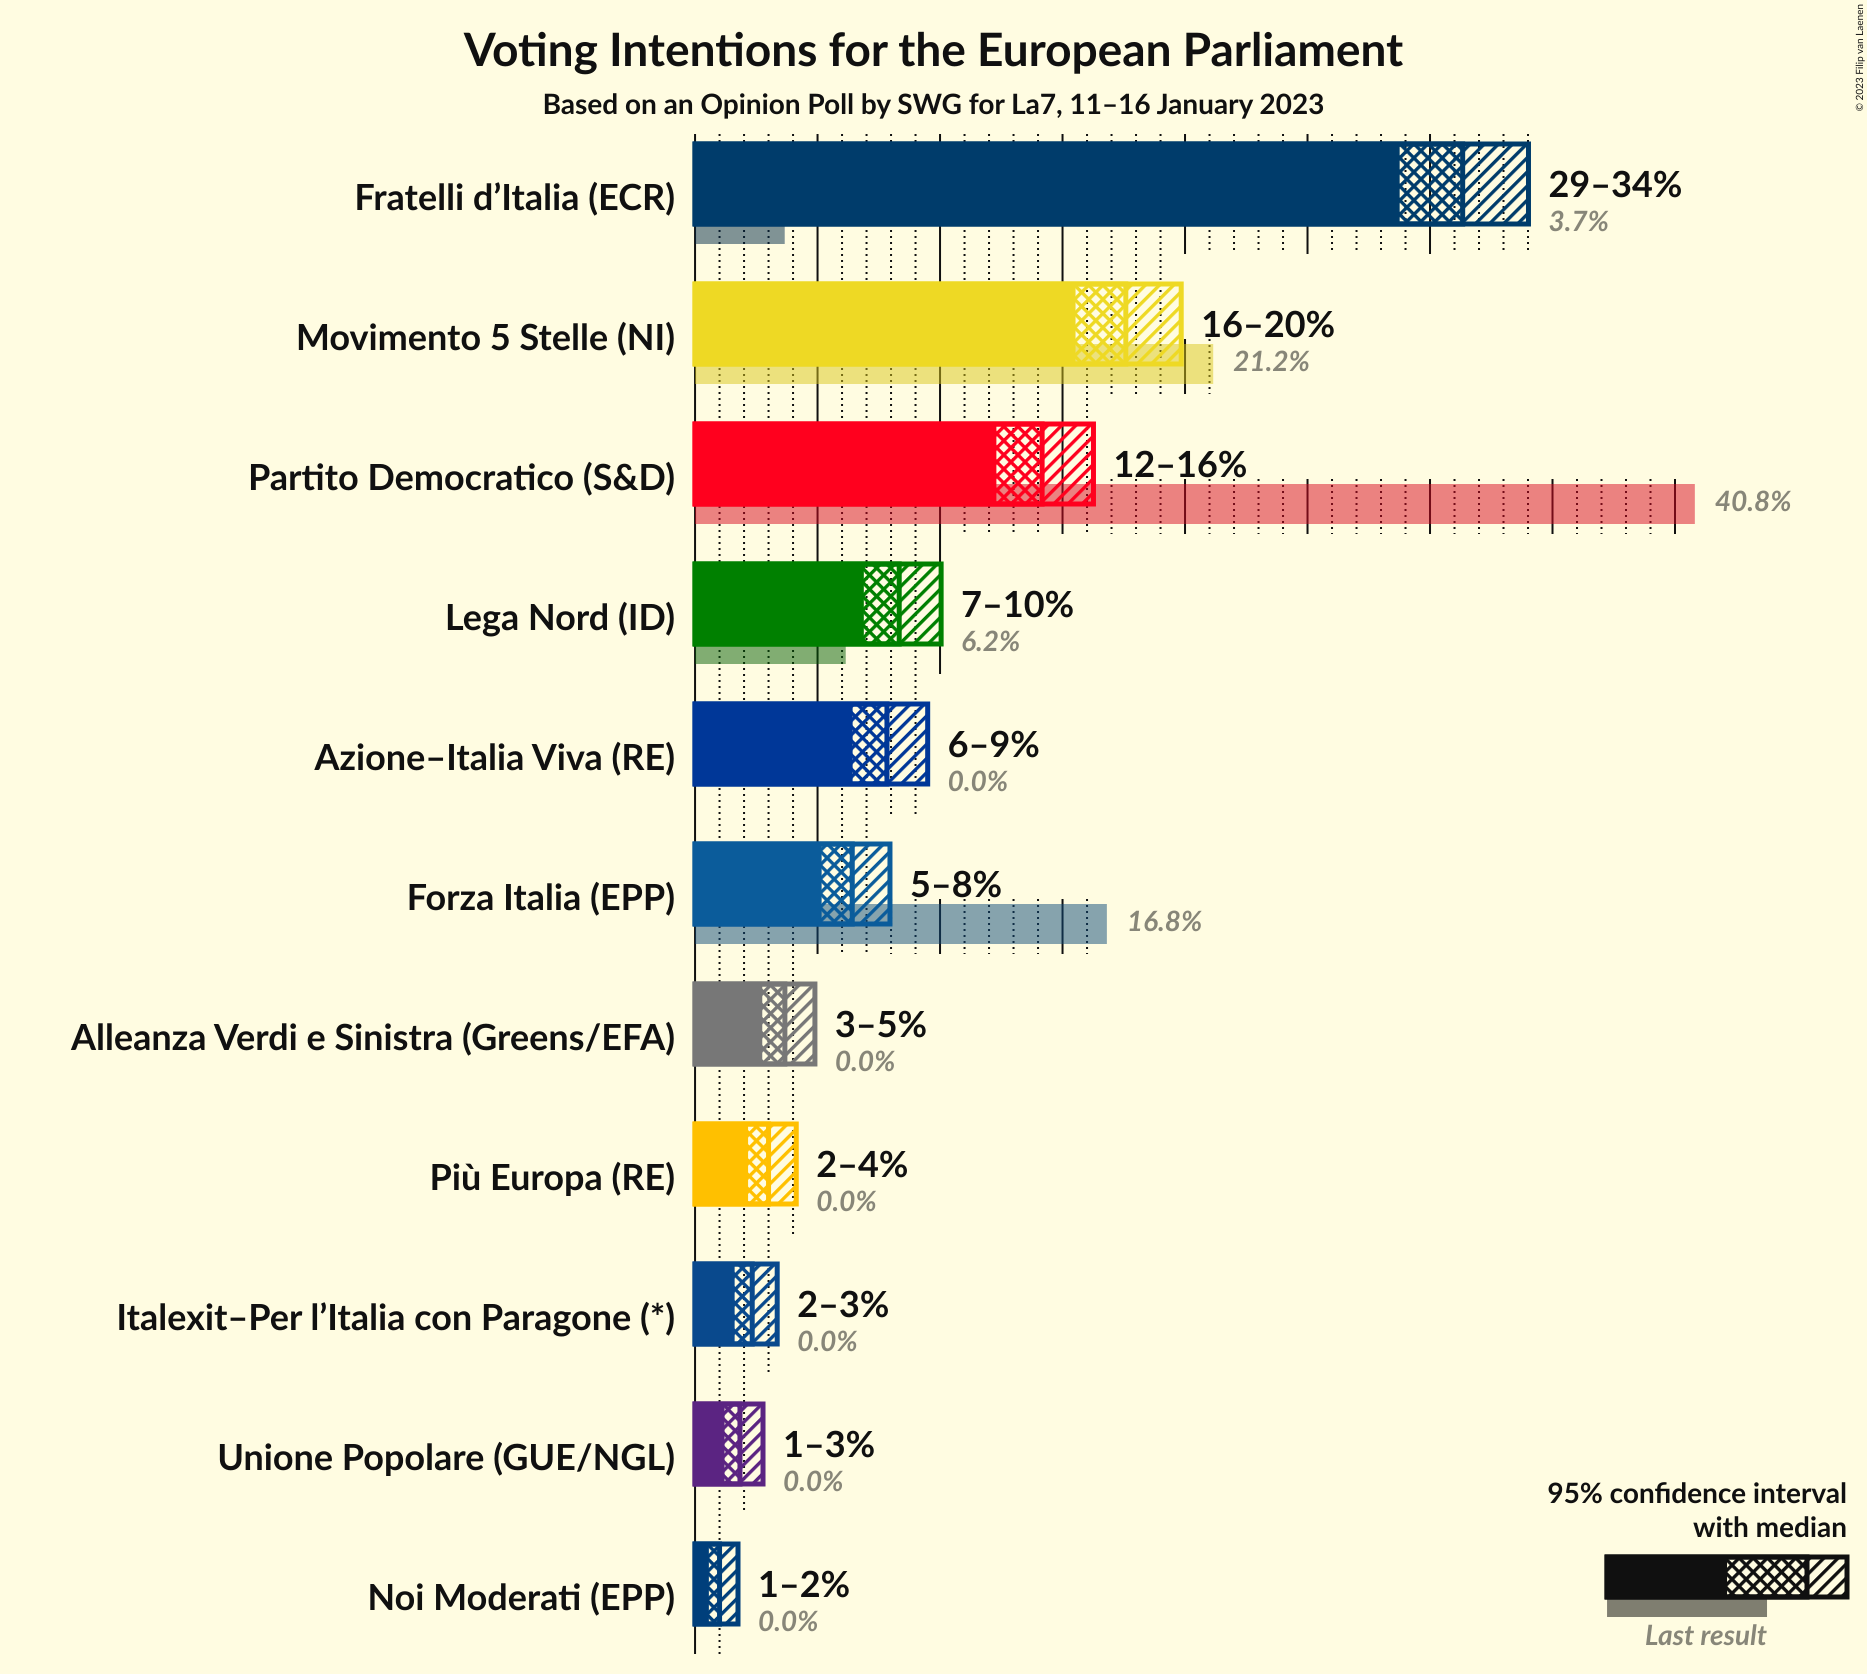 Voting Intentions for the European Parliament
Based on an Opinion Poll by SWG for La7, 11–16 January 2023
© 2023 Filip van Laenen
Fratelli d’Italia (ECR)
29–34%
3.7%
Movimento 5 Stelle (NI)
16–20%
21.2%
Partito Democratico (S&D)
12–16%
40.8%
Lega Nord (ID)
7–10%
6.2%
Azione–Italia Viva (RE)
6–9%
0.0%
Forza Italia (EPP)
5–8%
16.8%
Alleanza Verdi e Sinistra (Greens/EFA)
3–5%
0.0%
Più Europa (RE)
2–4%
0.0%
Italexit–Per l’Italia con Paragone (*)
2–3%
0.0%
Unione Popolare (GUE/NGL)
1–3%
0.0%
Noi Moderati (EPP)
1–2%
0.0%
95% confidence interval
with median
Last result